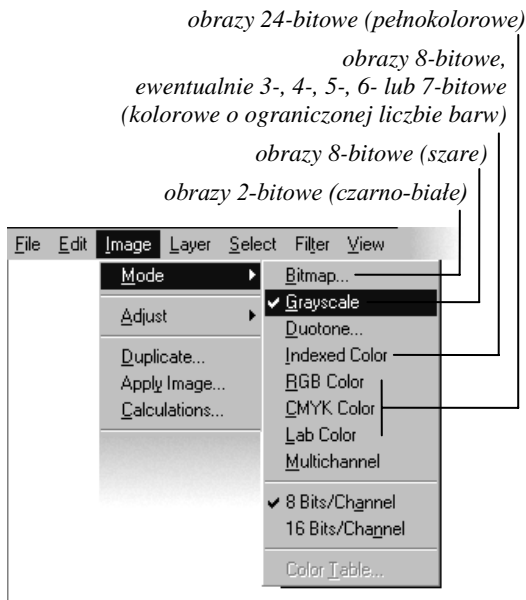 obrazy 24-bitowe (pełnokolorowe)
obrazy 8-bitowe,
ewentualnie 3-, 4-, 5-, 6- lub 7-bitowe
(kolorowe o ograniczonej liczbie barw)
obrazy 8-bitowe (szare)
obrazy 2-bitowe (czarno-białe)
File Edit Image Layer Select Filter View
Mode
Adjust
Duplicate...
Apply Image...
Calculations...
Bitmap...
Grayscale
Duotone...
Indexed Color
RGB Color
CMYK Color
Lab Color
Multichannel
8 Bits/Channel
16 Bits/Channel
Color Table...